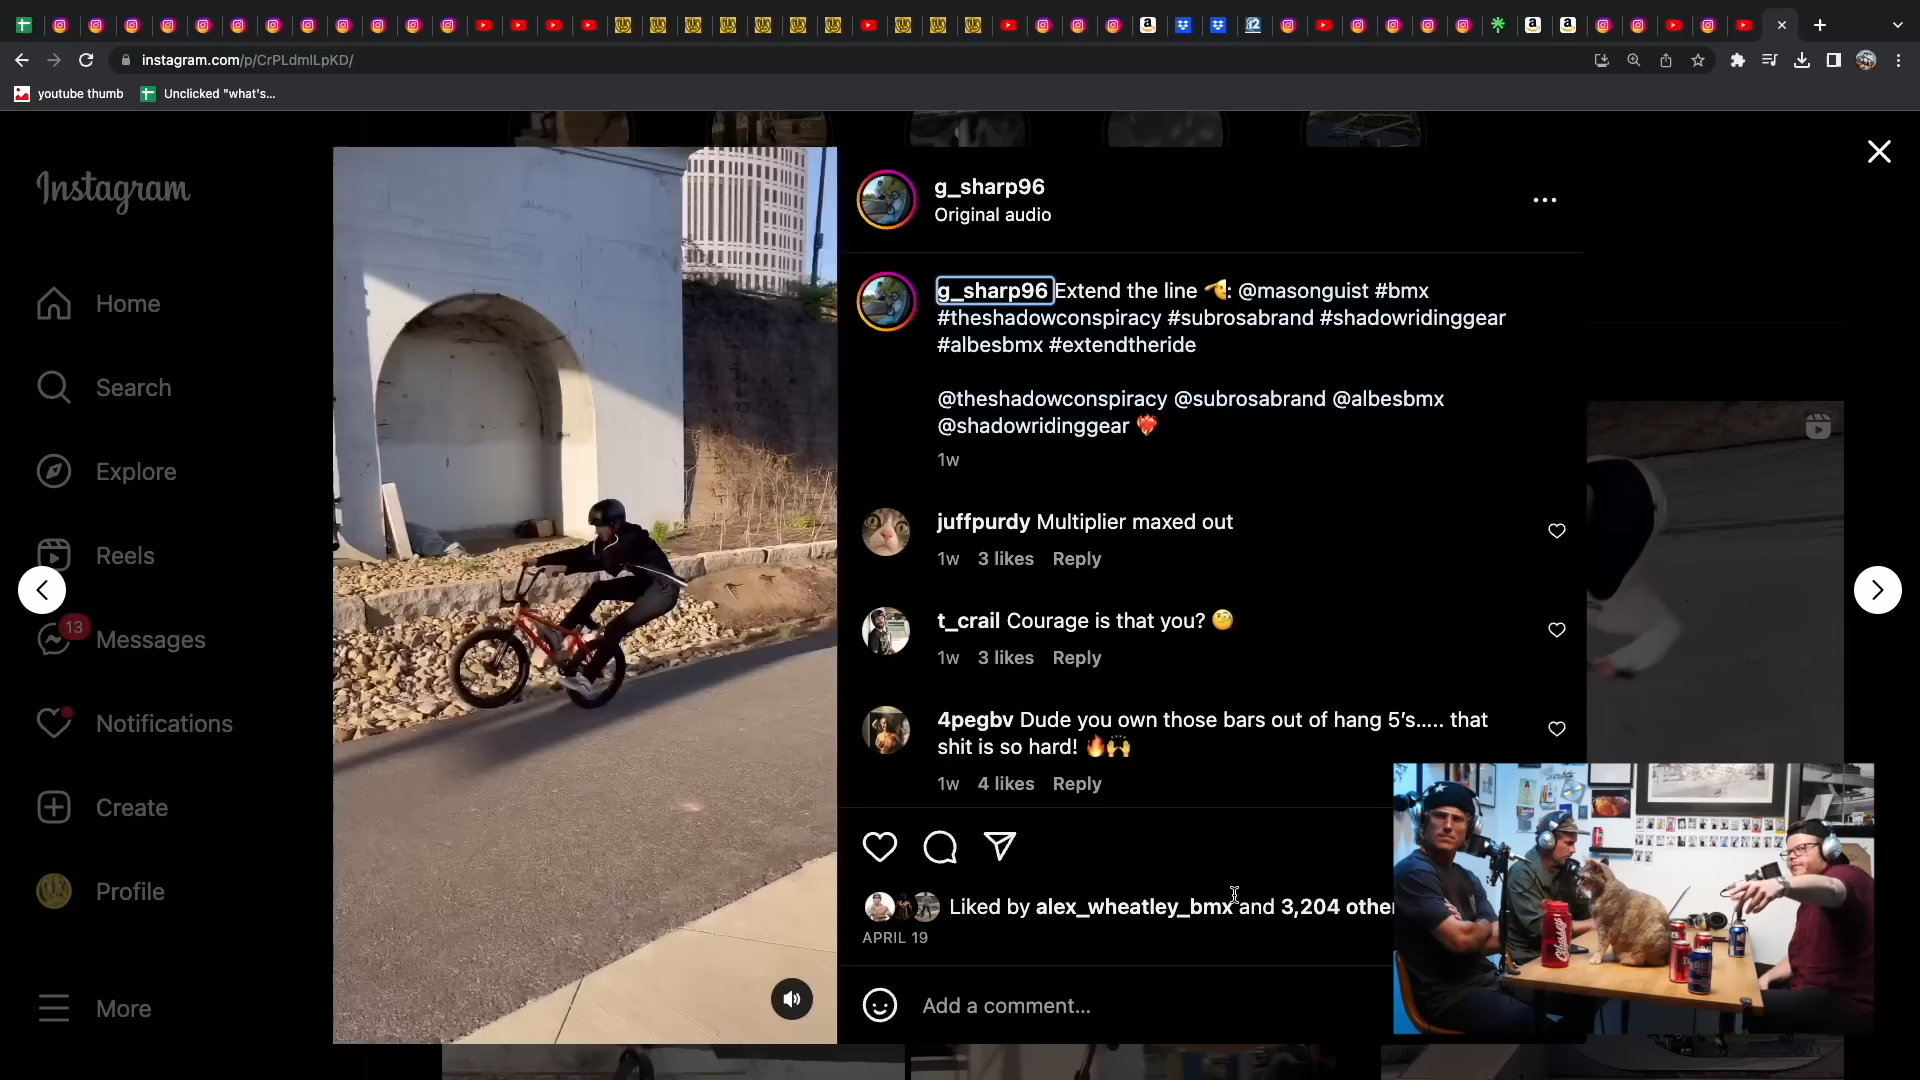 instagram.com/p/CrPLdmlLpKD/
youtube thumb
Unclicked "what's...
Instagram
Home
Search
Explore
Reels
13
Messages
Notifications
Create
Profile
More
g_sharp96
Original audio
g_sharp96 Extend the line 🤏: @masonguist #bmx
#theshadowconspiracy #subrosabrand #shadowridinggear
#albesbmx #extendtheride
@theshadowconspiracy @subrosabrand @albesbmx
@shadowridinggear ❤️‍🔥
1w
juffpurdy Multiplier maxed out
1w 3 likes Reply
t_crail Courage is that you? 🧐
1w 3 likes Reply
4pegbv Dude you own those bars out of hang 5's..... that
shit is so hard! 🔥🙌
1w 4 likes Reply
Liked by alex_wheatley_bmx and 3,204 other
APRIL 19
Add a comment...
Odyssey